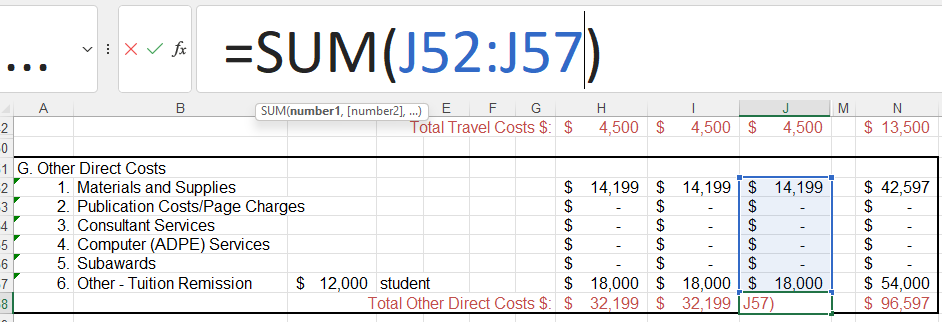 ... fx =SUM(J52:J57)
SUM(number1, [number2], ...)
A B E F G H I J M N
2 Total Travel Costs $: $ 4,500 $ 4,500 $ 4,500 $ 13,500
0
1 G. Other Direct Costs
2 1. Materials and Supplies $ 14,199 $ 14,199 $ 14,199 $ 42,597
3 2. Publication Costs/Page Charges $ - $ - $ - $ -
4 3. Consultant Services $ - $ - $ - $ -
5 4. Computer (ADPE) Services $ - $ - $ - $ -
6 5. Subawards $ - $ - $ - $ -
7 6. Other - Tuition Remission $ 12,000 student $ 18,000 $ 18,000 $ 18,000 $ 54,000
8 Total Other Direct Costs $: $ 32,199 $ 32,199 J57) $ 96,597